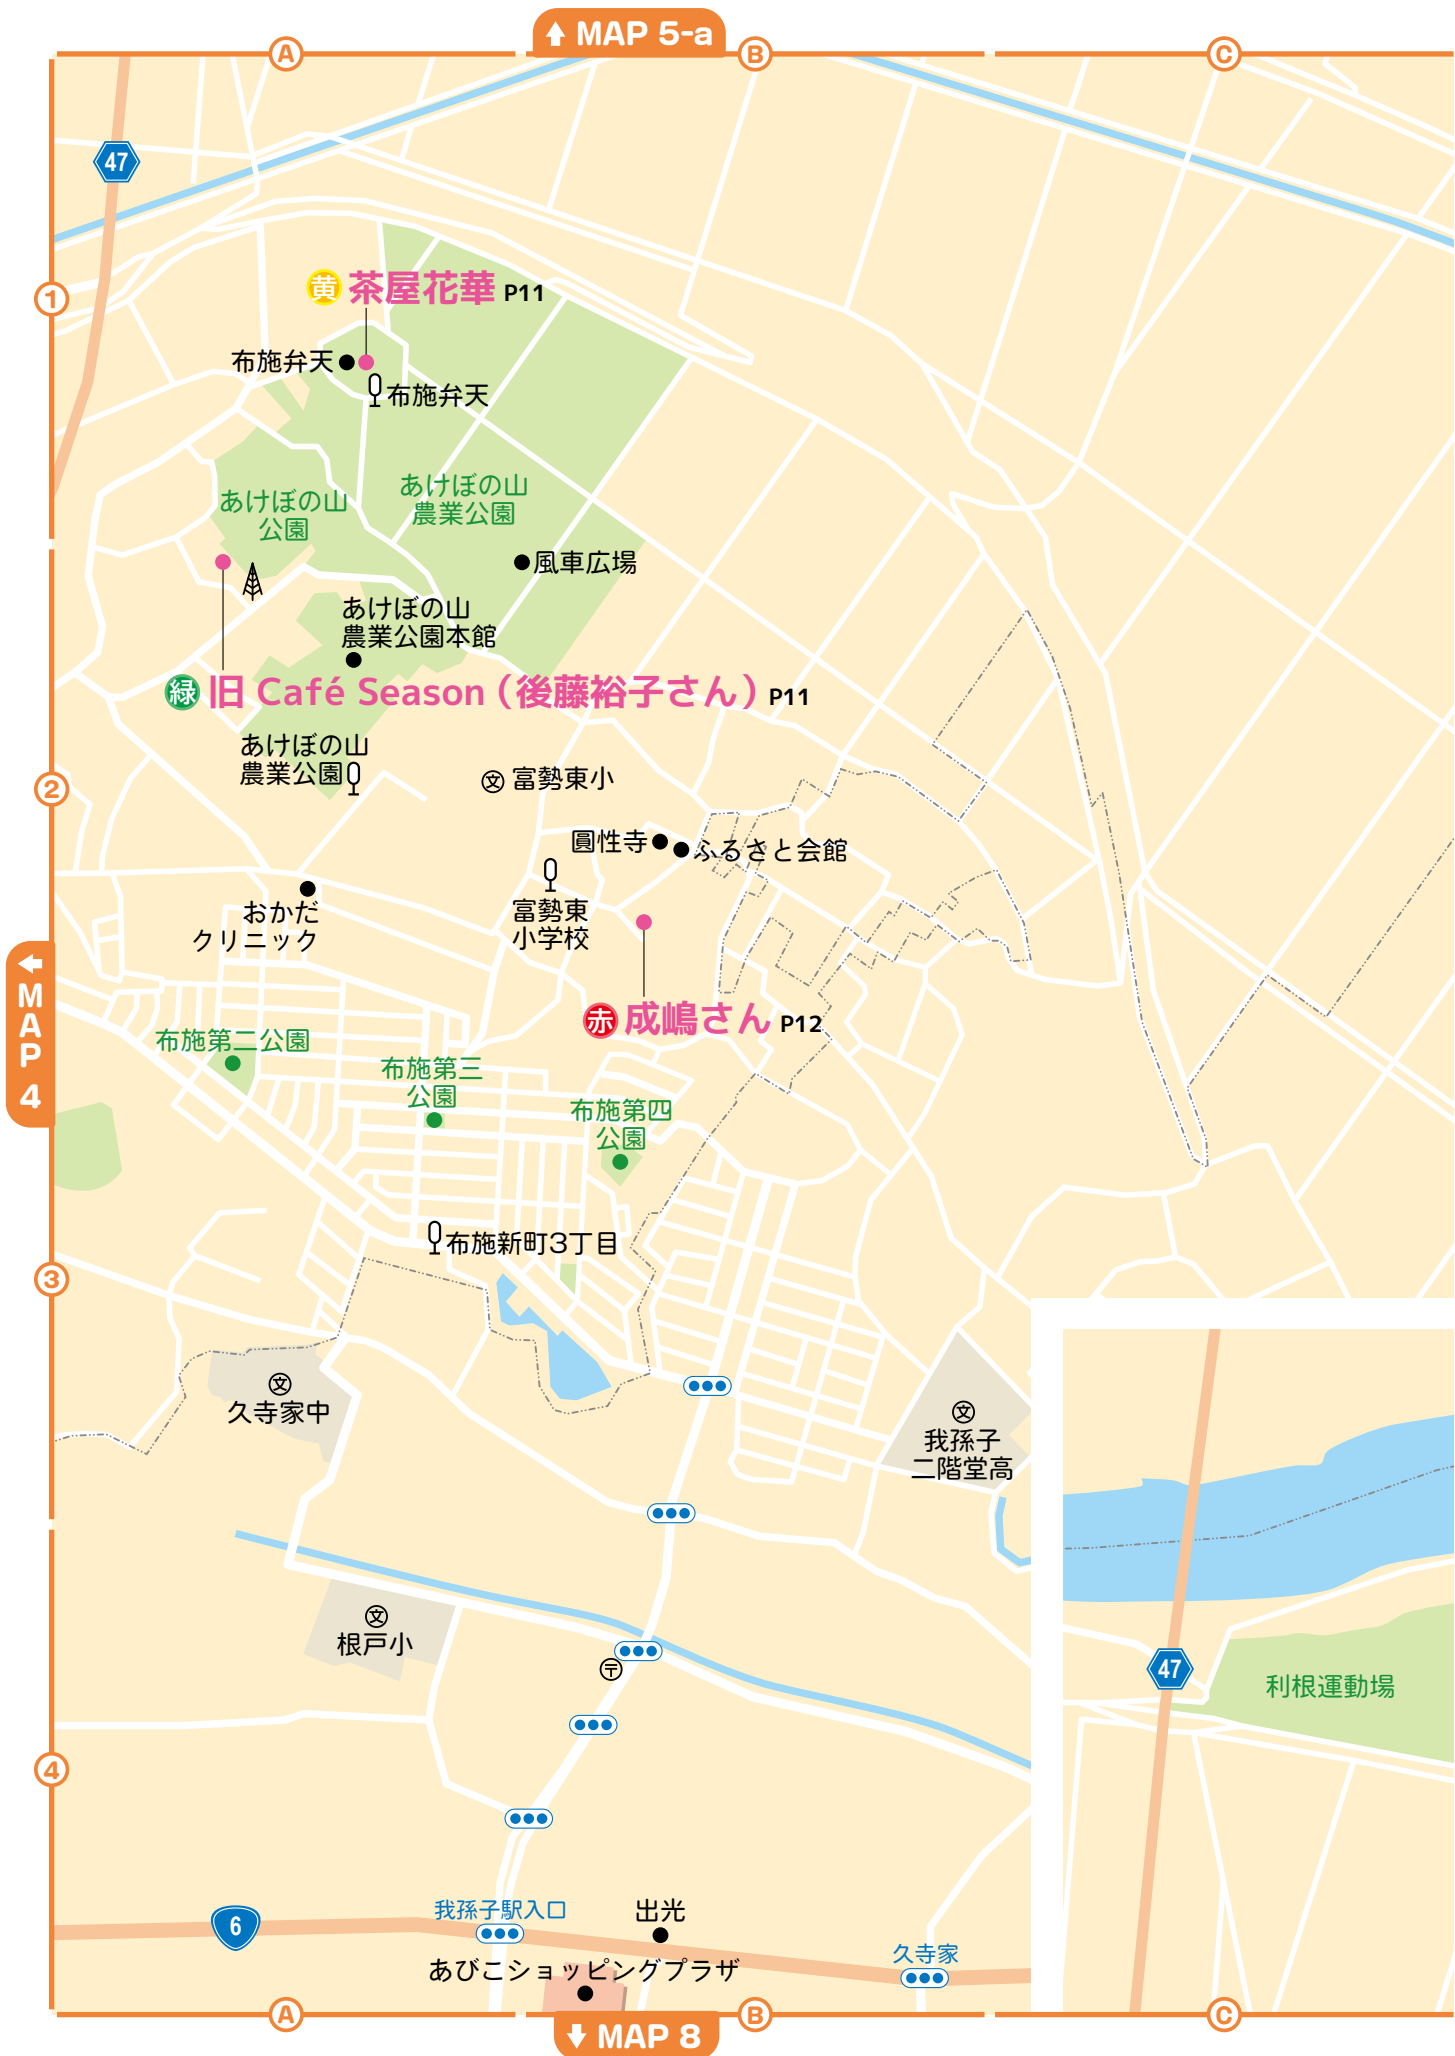 MAP 5-a
A
B
C
47
1
黄 茶屋花華 P11
布施弁天
布施弁天
あけぼの山
公園
あけぼの山
農業公園
風車広場
あけぼの山
農業公園本館
緑 旧 Café Season（後藤裕子さん）P11
あけぼの山
農業公園
2
文 富勢東小
圓性寺
ふるさと会館
おかだ
クリニック
富勢東
小学校
MAP 4
赤 成嶋さん P12
布施第二公園
布施第三
公園
布施第四
公園
布施新町3丁目
3
文
久寺家中
文
我孫子
二階堂高
文
根戸小
〒
47
利根運動場
4
6
我孫子駅入口
出光
久寺家
あびこショッピングプラザ
A
B
C
MAP 8